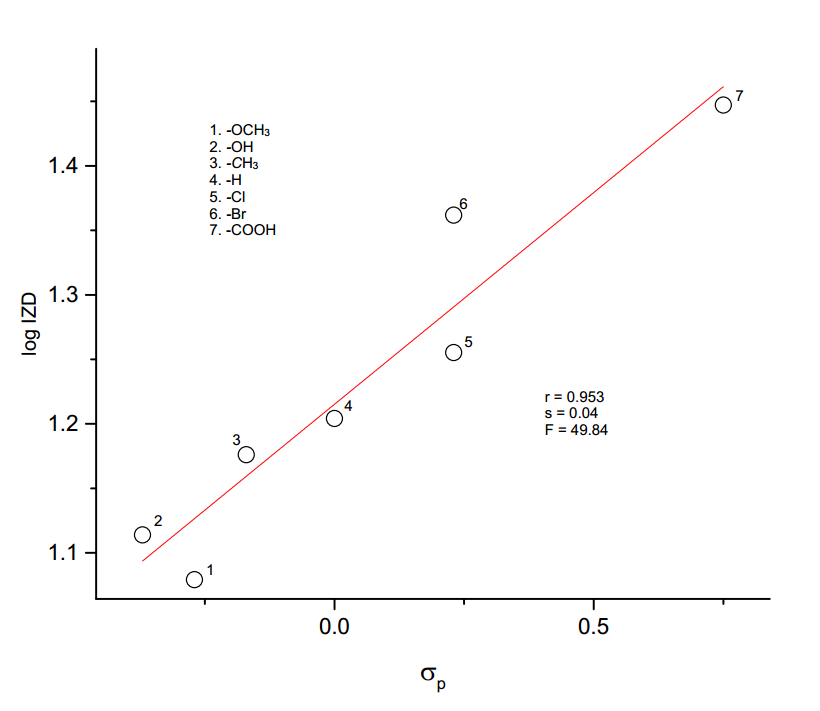 1. -OCH₃
2. -OH
3. -CH₃
4. -H
5. -Cl
6. -Br
7. -COOH
7
6
5
4
3
2
1
r = 0.953
s = 0.04
F = 49.84
log IZD
1.4
1.3
1.2
1.1
0.0 0.5
σp